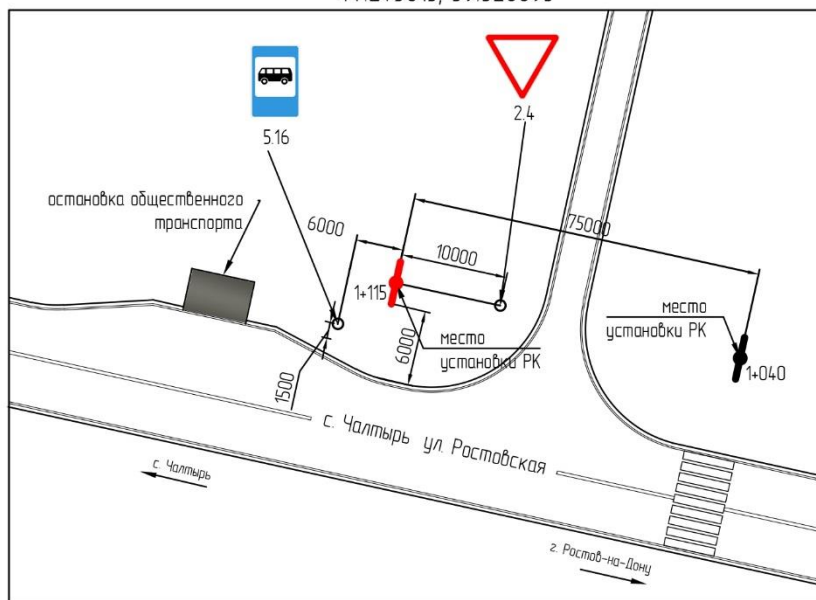 5.16
2.4
остановка общественного
транспорта
6000
75000
10000
1+115
место
установки РК
6000
1500
место
установки РК
1+040
с. Чалтырь ул. Ростовская
с. Чалтырь
г. Ростов-на-Дону